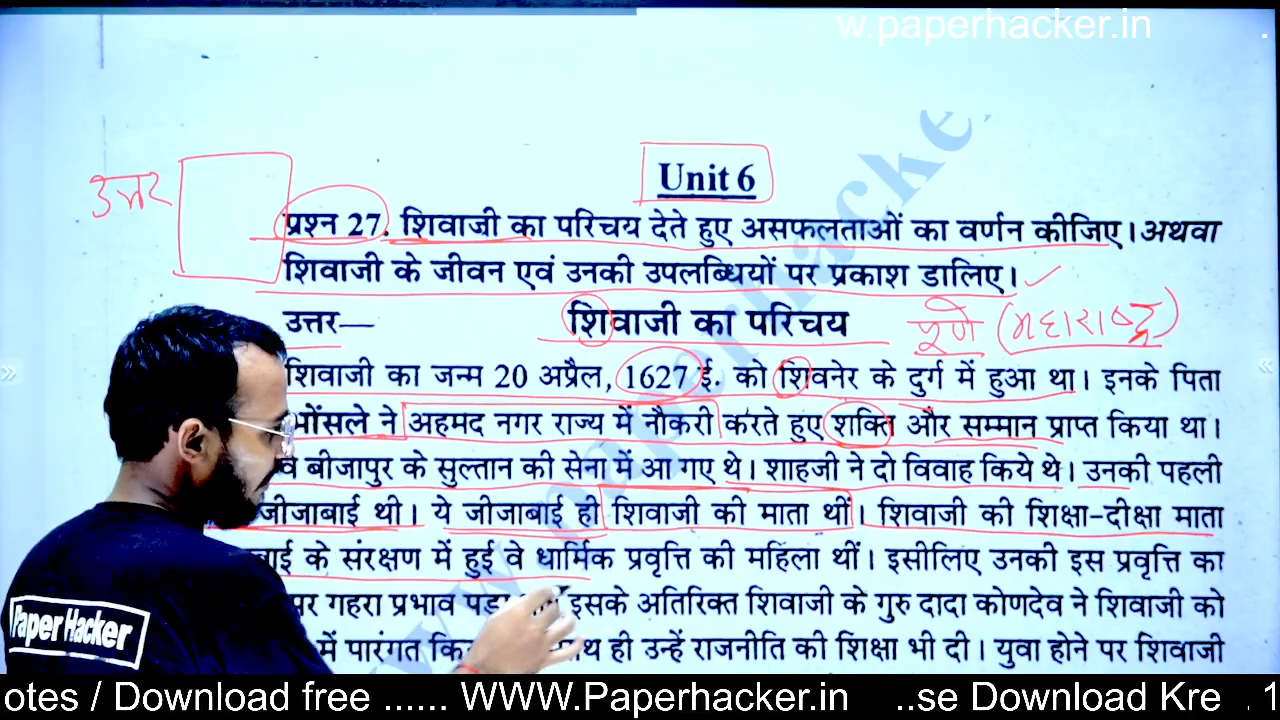 w.paperhacker.in .
Unit 6
उत्तर
प्रश्न 27. शिवाजी का परिचय देते हुए असफलताओं का वर्णन कीजिए। अथवा
शिवाजी के जीवन एवं उनकी उपलब्धियों पर प्रकाश डालिए।
उत्तर— शिवाजी का परिचय
पूणे (महाराष्ट्र)
शिवाजी का जन्म 20 अप्रैल, 1627 ई. को शिवनेर के दुर्ग में हुआ था। इनके पिता
भोंसले ने अहमद नगर राज्य में नौकरी करते हुए शक्ति और सम्मान प्राप्त किया था।
व बीजापुर के सुल्तान की सेना में आ गए थे। शाहजी ने दो विवाह किये थे। उनकी पहली
जीजाबाई थी। ये जीजाबाई ही शिवाजी की माता थीं। शिवाजी की शिक्षा-दीक्षा माता
बाई के संरक्षण में हुई वे धार्मिक प्रवृत्ति की महिला थीं। इसीलिए उनकी इस प्रवृत्ति का
पर गहरा प्रभाव इसके अतिरिक्त शिवाजी के गुरु दादा कोणदेव ने शिवाजी को
में पारंगत ही उन्हें राजनीति की शिक्षा भी दी। युवा होने पर शिवाजी
www.paperhacke
Paper Hacker
otes / Download free ...... WWW.Paperhacker.in ..se Download Kre . 1